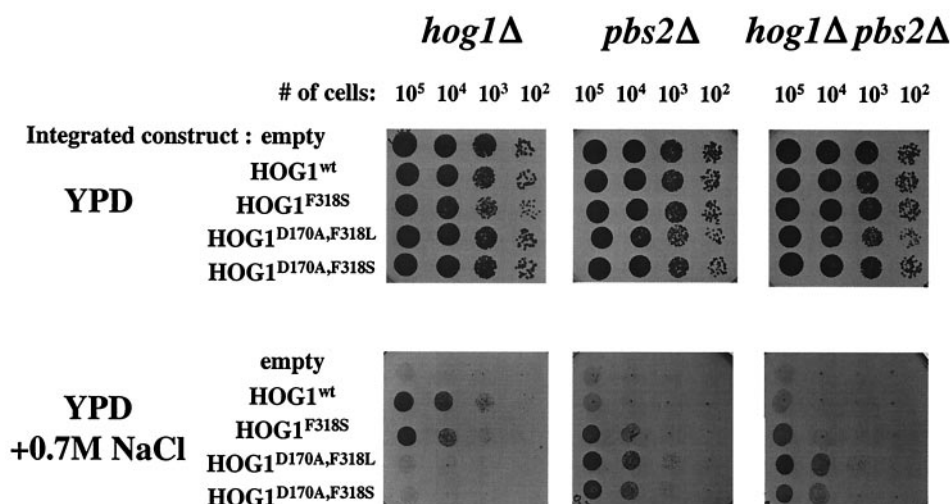 hog1Δ pbs2Δ hog1Δ pbs2Δ
# of cells: 10⁵ 10⁴ 10³ 10² 10⁵ 10⁴ 10³ 10² 10⁵ 10⁴ 10³ 10²
Integrated construct : empty
HOG1ʷᵗ
YPD
HOG1F318S
HOG1D170A,F318L
HOG1D170A,F318S
empty
HOG1ʷᵗ
YPD
+0.7M NaCl
HOG1F318S
HOG1D170A,F318L
HOG1D170A,F318S